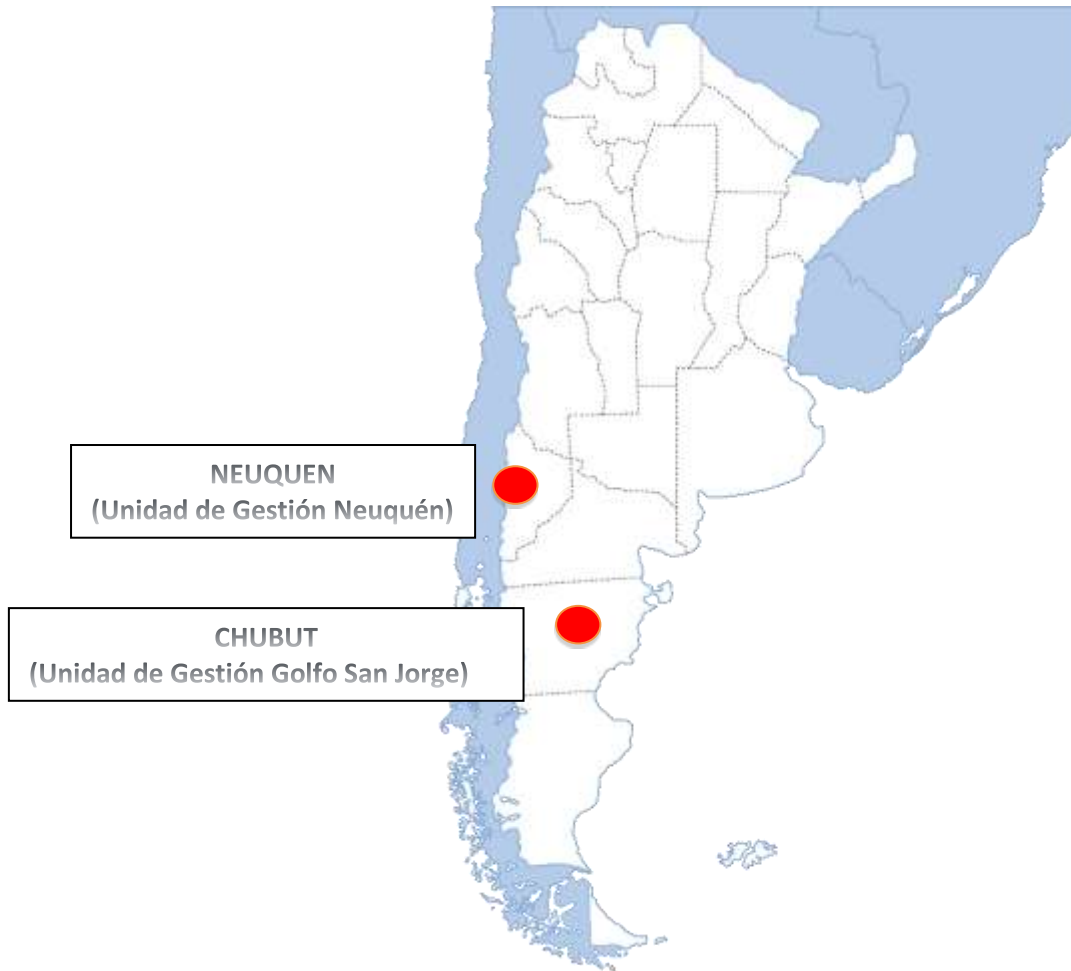 NEUQUEN
(Unidad de Gestión Neuquén)
CHUBUT
(Unidad de Gestión Golfo San Jorge)